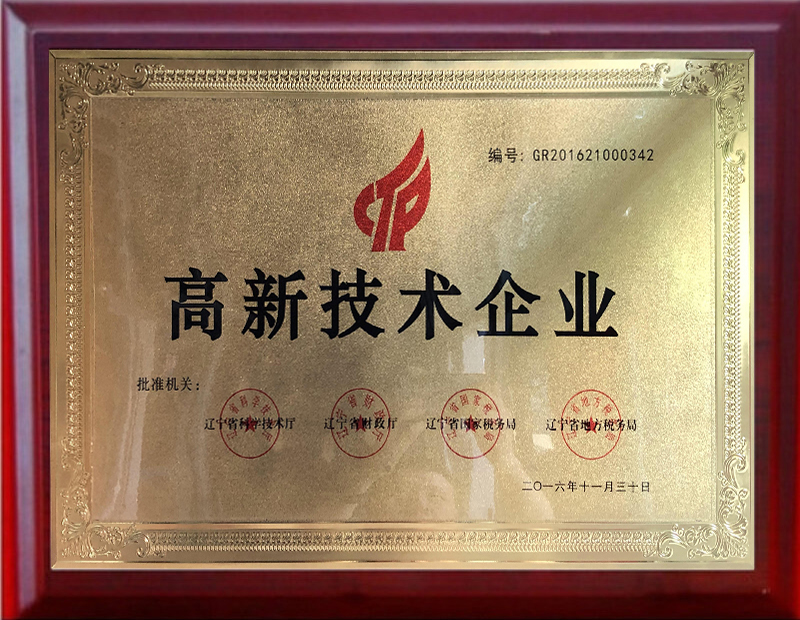 编号：GR201621000342
CTP
高新技术企业
批准机关：
辽宁省科学技术厅 辽宁省财政厅 辽宁省国家税务局 辽宁省地方税务局
二〇一六年十一月三十日